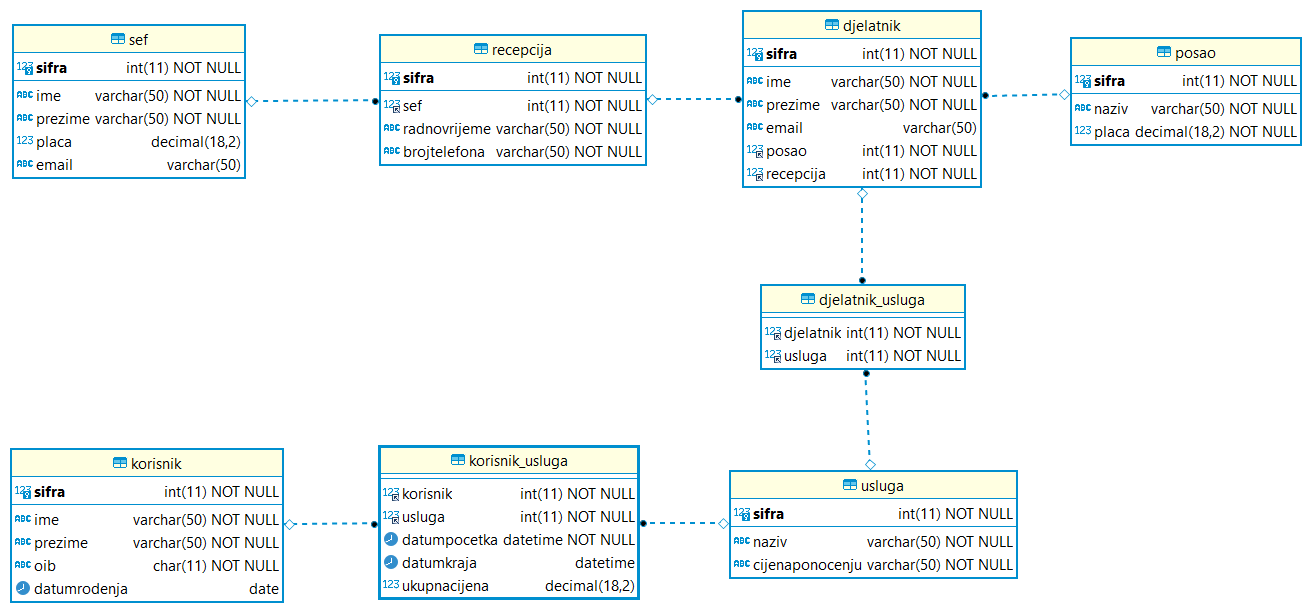 sef
sifra int(11) NOT NULL
ime varchar(50) NOT NULL
prezime varchar(50) NOT NULL
placa decimal(18,2)
email varchar(50)
recepcija
sifra int(11) NOT NULL
sef int(11) NOT NULL
radnovrijeme varchar(50) NOT NULL
brojtelefona varchar(50) NOT NULL
djelatnik
sifra int(11) NOT NULL
ime varchar(50) NOT NULL
prezime varchar(50) NOT NULL
email varchar(50)
posao int(11) NOT NULL
recepcija int(11) NOT NULL
posao
sifra int(11) NOT NULL
naziv varchar(50) NOT NULL
placa decimal(18,2) NOT NULL
djelatnik_usluga
djelatnik int(11) NOT NULL
usluga int(11) NOT NULL
korisnik
sifra int(11) NOT NULL
ime varchar(50) NOT NULL
prezime varchar(50) NOT NULL
oib char(11) NOT NULL
datumrodenja date
korisnik_usluga
korisnik int(11) NOT NULL
usluga int(11) NOT NULL
datumpocetka datetime NOT NULL
datumkraja datetime
ukupnacijena decimal(18,2)
usluga
sifra int(11) NOT NULL
naziv varchar(50) NOT NULL
cijenaponocenju varchar(50) NOT NULL